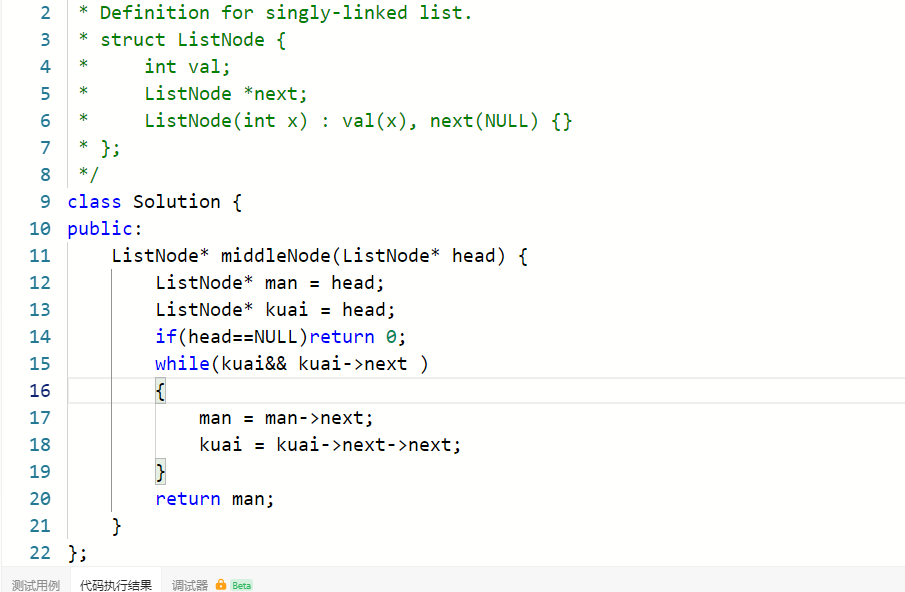 2 * Definition for singly-linked list.
3 * struct ListNode {
4 *     int val;
5 *     ListNode *next;
6 *     ListNode(int x) : val(x), next(NULL) {}
7 * };
8 */
9 class Solution {
10 public:
11     ListNode* middleNode(ListNode* head) {
12         ListNode* man = head;
13         ListNode* kuai = head;
14         if(head==NULL)return 0;
15         while(kuai&& kuai->next )
16         {
17             man = man->next;
18             kuai = kuai->next->next;
19         }
20         return man;
21     }
22 };
测试用例 代码执行结果 调试器 Beta